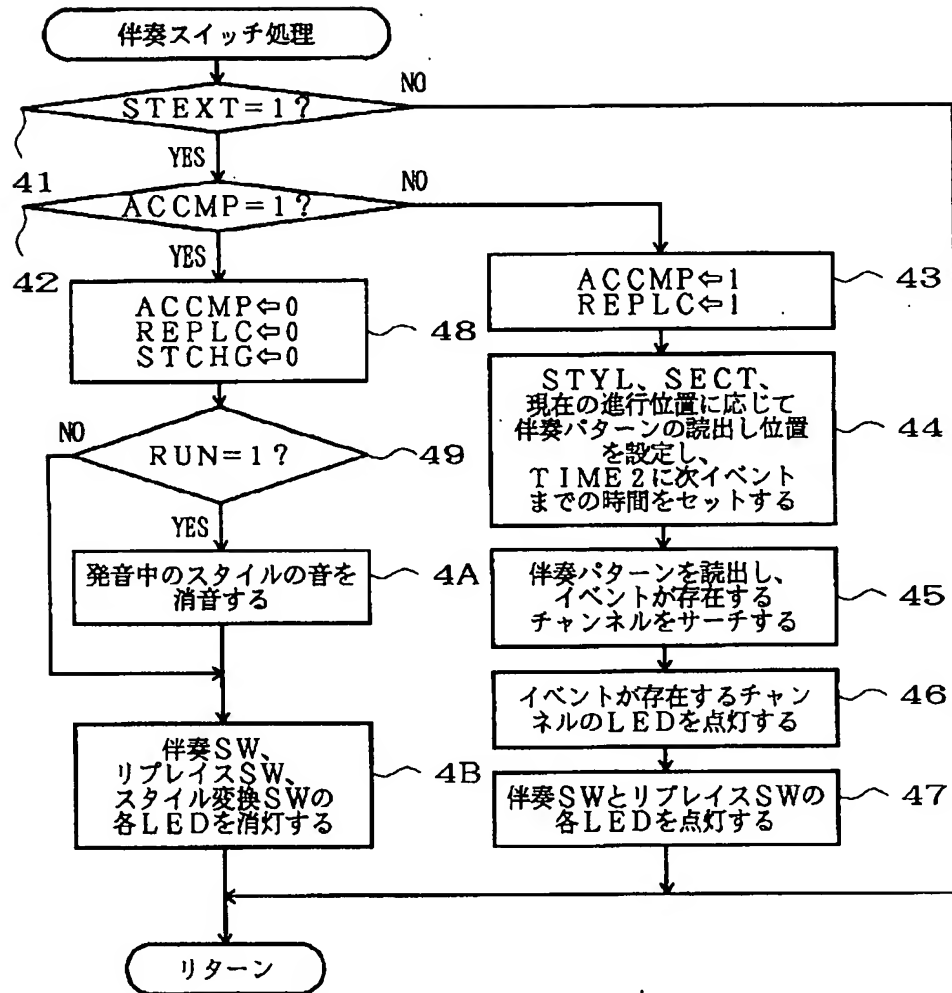 伴奏スイッチ処理
STEXT=1?
NO
YES
41
ACCMP=1?
NO
YES
42
ACCMP⇦0
REPLC⇦0
STCHG⇦0
48
RUN=1?
NO
49
YES
発音中のスタイルの音を
消音する
4A
伴奏SW、
リプレイスSW、
スタイル変換SWの
各LEDを消灯する
4B
ACCMP⇦1
REPLC⇦1
43
STYL、SECT、
現在の進行位置に応じて
伴奏パターンの読出し位置
を設定し、
TIME2に次イベント
までの時間をセットする
44
伴奏パターンを読出し、
イベントが存在する
チャンネルをサーチする
45
イベントが存在するチャン
ネルのLEDを点灯する
46
伴奏SWとリプレイスSWの
各LEDを点灯する
47
リターン